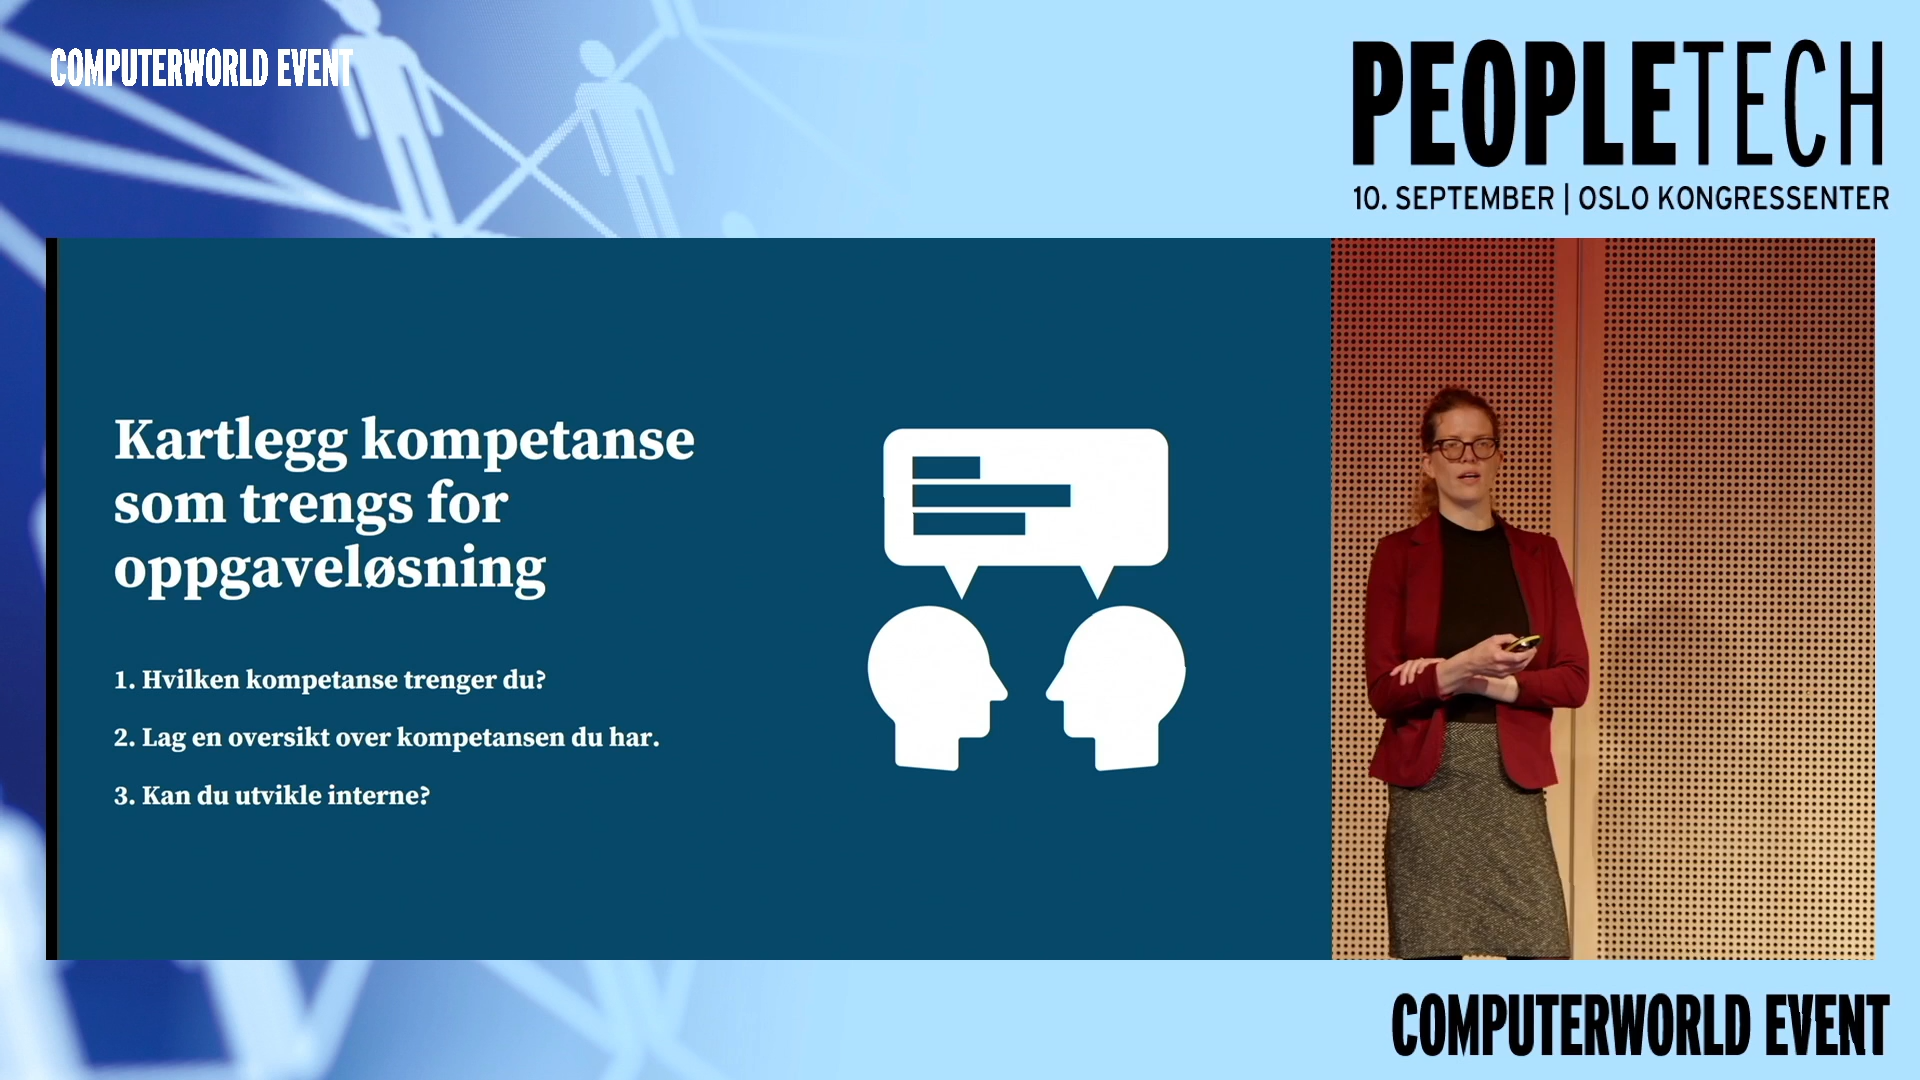 COMPUTERWORLD EVENT
PEOPLETECH
10. SEPTEMBER | OSLO KONGRESSENTER
Kartlegg kompetanse
som trengs for
oppgaveløsning
1. Hvilken kompetanse trenger du?
2. Lag en oversikt over kompetansen du har.
3. Kan du utvikle interne?
COMPUTERWORLD EVENT